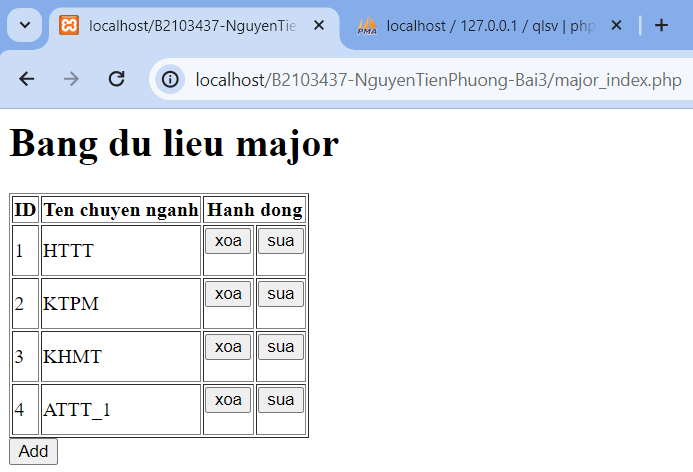 localhost/B2103437-NguyenTie
localhost / 127.0.0.1 / qlsv | php
localhost/B2103437-NguyenTienPhuong-Bai3/major_index.php
Bang du lieu major
ID Ten chuyen nganh Hanh dong
1 HTTT xoa sua
2 KTPM xoa sua
3 KHMT xoa sua
4 ATTT_1 xoa sua
Add